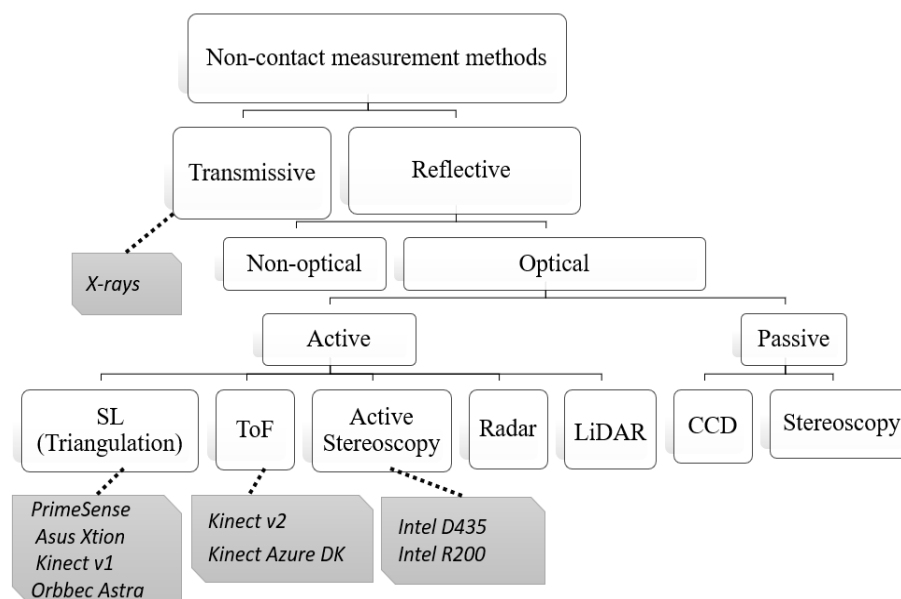 Non-contact measurement methods
Transmissive
Reflective
X-rays
Non-optical
Optical
Active
Passive
SL
(Triangulation)
ToF
Active
Stereoscopy
Radar
LiDAR
CCD
Stereoscopy
PrimeSense
Asus Xtion
Kinect v1
Orbbec Astra
Kinect v2
Kinect Azure DK
Intel D435
Intel R200